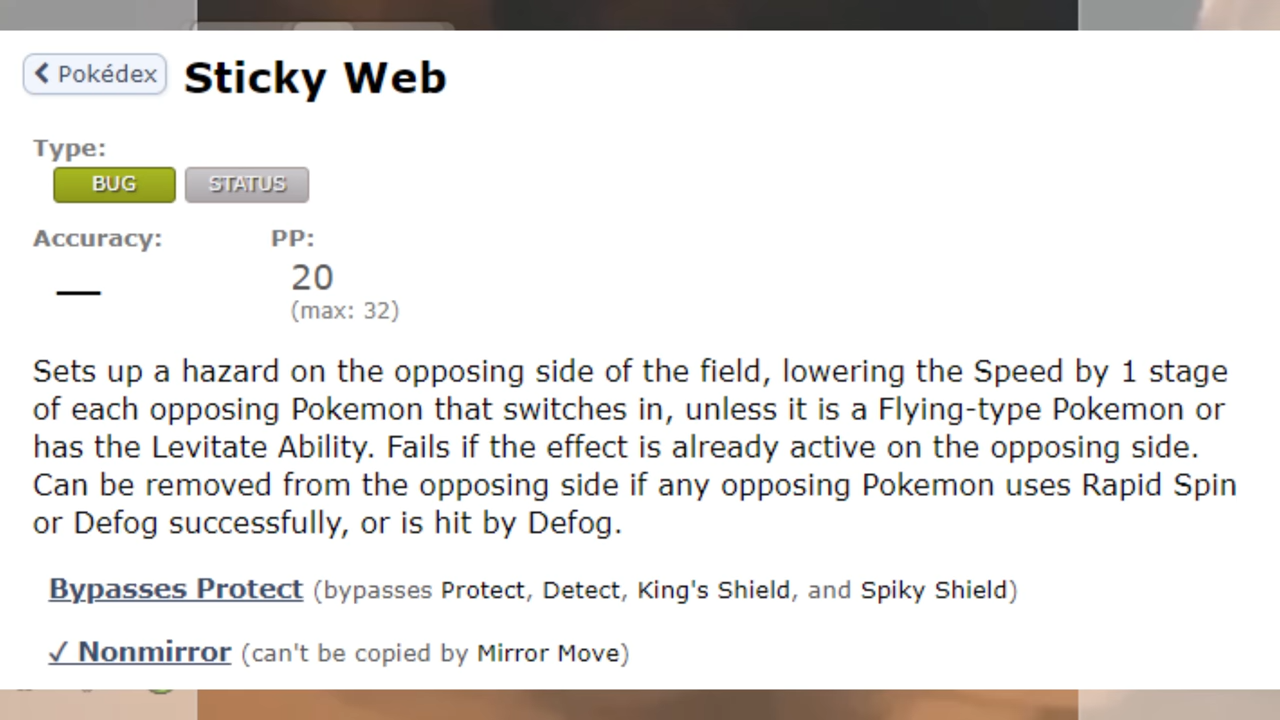 Pokédex Sticky Web
Type:
BUG STATUS
Accuracy: PP:
— 20
(max: 32)
Sets up a hazard on the opposing side of the field, lowering the Speed by 1 stage
of each opposing Pokemon that switches in, unless it is a Flying-type Pokemon or
has the Levitate Ability. Fails if the effect is already active on the opposing side.
Can be removed from the opposing side if any opposing Pokemon uses Rapid Spin
or Defog successfully, or is hit by Defog.
Bypasses Protect (bypasses Protect, Detect, King's Shield, and Spiky Shield)
✓ Nonmirror (can't be copied by Mirror Move)